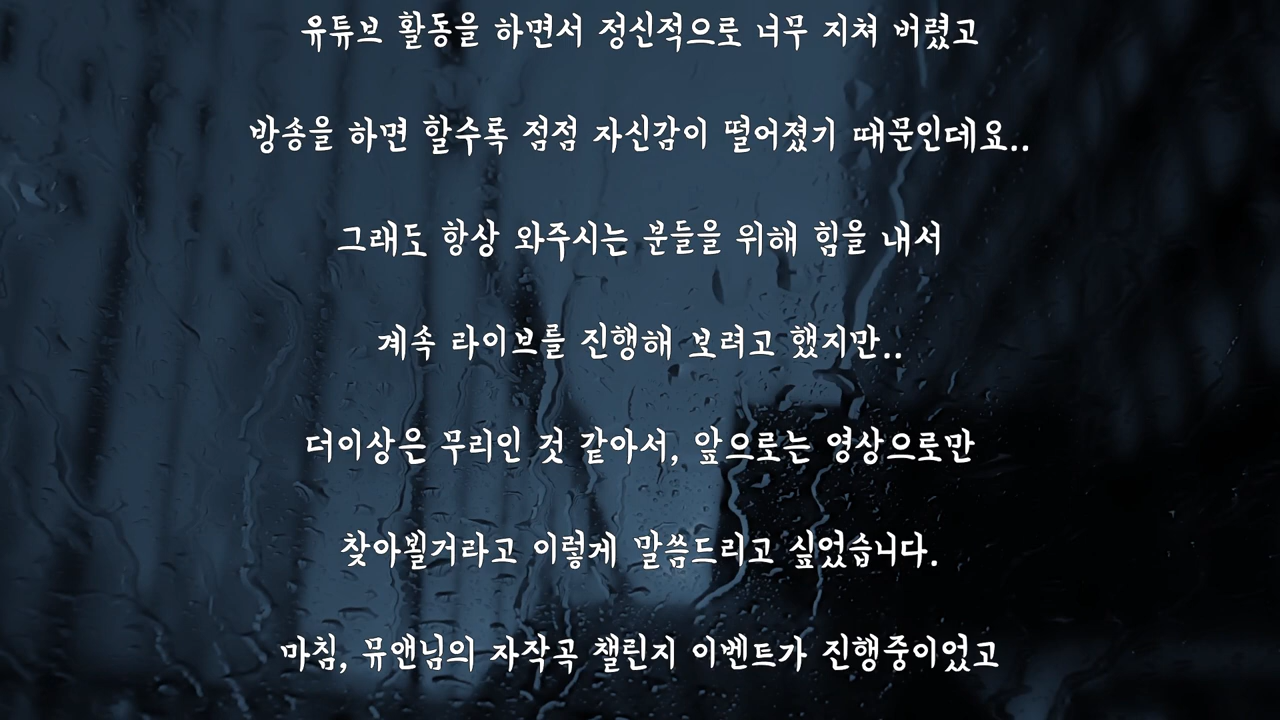 유튜브 활동을 하면서 정신적으로 너무 지쳐 버렸고
방송을 하면 할수록 점점 자신감이 떨어졌기 때문인데요..
그래도 항상 와주시는 분들을 위해 힘을 내서
계속 라이브를 진행해 보려고 했지만..
더이상은 무리인 것 같아서, 앞으로는 영상으로만
찾아뵐거라고 이렇게 말씀드리고 싶었습니다.
마침, 뮤앤님의 자작곡 챌린지 이벤트가 진행중이었고